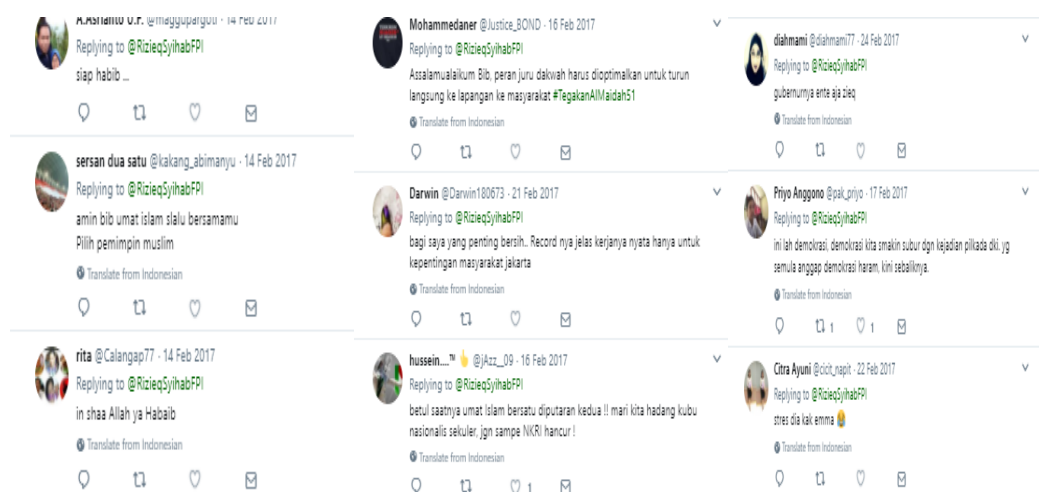 A.Asrianto O.P. @maggupargoti · 14 Feb 2017
Replying to @RizieqSyihabFPI
siap habib ...
sersan dua satu @kakang_abimanyu · 14 Feb 2017
Replying to @RizieqSyihabFPI
amin bib umat islam slalu bersamamu
Pilih pemimpin muslim
Translate from Indonesian
rita @Calangap77 · 14 Feb 2017
Replying to @RizieqSyihabFPI
in shaa Allah ya Habaib
Translate from Indonesian
Mohammedaner @Justice_BOND · 16 Feb 2017
Replying to @RizieqSyihabFPI
Assalamualaikum Bib, peran juru dakwah harus dioptimalkan untuk turun
langsung ke lapangan ke masyarakat #TegakanAlMaidah51
Translate from Indonesian
Darwin @Darwin180673 · 21 Feb 2017
Replying to @RizieqSyihabFPI
bagi saya yang penting bersih.. Record nya jelas kerjanya nyata hanya untuk
kepentingan masyarakat jakarta
Translate from Indonesian
hussein....™ 👆 @jAzz__09 · 16 Feb 2017
Replying to @RizieqSyihabFPI
betul saatnya umat Islam bersatu diputaran kedua !! mari kita hadang kubu
nasionalis sekuler, jgn sampe NKRI hancur !
Translate from Indonesian
1
diahmami @diahmami77 · 24 Feb 2017
Replying to @RizieqSyihabFPI
gubernurnya ente aja zieq
Translate from Indonesian
Priyo Anggono @pak_priyo · 17 Feb 2017
Replying to @RizieqSyihabFPI
ini lah demokrasi, demokrasi kita smakin subur dgn kejadian pilkada dki. yg
semula anggap demokrasi haram, kini sebaliknya.
Translate from Indonesian
1 1
Citra Ayuni @cicit_napit · 22 Feb 2017
Replying to @RizieqSyihabFPI
stres dia kak emma 😂
Translate from Indonesian